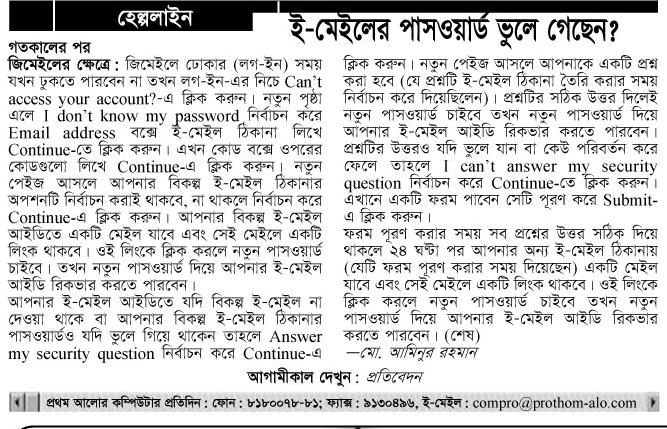 হেল্পলাইন
ই-মেইলের পাসওয়ার্ড ভুলে গেছেন?
গতকালের পর
জিমেইলের ক্ষেত্রে : জিমেইলে ঢোকার (লগ-ইন) সময়
যখন ঢুকতে পারবেন না তখন লগ-ইন-এর নিচে Can't
access your account?-এ ক্লিক করুন। নতুন পৃষ্ঠা
এলে I don't know my password নির্বাচন করে
Email address বক্সে ই-মেইল ঠিকানা লিখে
Continue-তে ক্লিক করুন। এখন কোড বক্সে ওপরের
কোডগুলো লিখে Continue-এ ক্লিক করুন। নতুন
পেইজ আসলে আপনার বিকল্প ই-মেইল ঠিকানার
অপশনটি নির্বাচন করাই থাকবে, না থাকলে নির্বাচন করে
Continue-এ ক্লিক করুন। আপনার বিকল্প ই-মেইল
আইডিতে একটি মেইল যাবে এবং সেই মেইলে একটি
লিংক থাকবে। ওই লিংকে ক্লিক করলে নতুন পাসওয়ার্ড
চাইবে। তখন নতুন পাসওয়ার্ড দিয়ে আপনার ই-মেইল
আইডি রিকভার করতে পারবেন।
আপনার ই-মেইল আইডিতে যদি বিকল্প ই-মেইল না
দেওয়া থাকে বা আপনার বিকল্প ই-মেইল ঠিকানার
পাসওয়ার্ডও যদি ভুলে গিয়ে থাকেন তাহলে Answer
my security question নির্বাচন করে Continue-এ
ক্লিক করুন। নতুন পেইজ আসলে আপনাকে একটি প্রশ্ন
করা হবে (যে প্রশ্নটি ই-মেইল ঠিকানা তৈরি করার সময়
নির্বাচন করে দিয়েছিলেন)। প্রশ্নটির সঠিক উত্তর দিলেই
নতুন পাসওয়ার্ড চাইবে তখন নতুন পাসওয়ার্ড দিয়ে
আপনার ই-মেইল আইডি রিকভার করতে পারবেন।
প্রশ্নটির উত্তরও যদি ভুলে যান বা কেউ পরিবর্তন করে
ফেলে তাহলে I can't answer my security
question নির্বাচন করে Continue-তে ক্লিক করুন।
এখানে একটি ফরম পাবেন সেটি পূরণ করে Submit-
এ ক্লিক করুন।
ফরম পূরণ করার সময় সব প্রশ্নের উত্তর সঠিক দিয়ে
থাকলে ২৪ ঘন্টা পর আপনার অন্য ই-মেইল ঠিকানায়
(যেটি ফরম পূরণ করার সময় দিয়েছেন) একটি মেইল
যাবে এবং সেই মেইলে একটি লিংক থাকবে। ওই লিংকে
ক্লিক করলে নতুন পাসওয়ার্ড চাইবে তখন নতুন
পাসওয়ার্ড দিয়ে আপনার ই-মেইল আইডি রিকভার
করতে পারবেন। (শেষ)
—মো. আমিনুর রহমান
আগামীকাল দেখুন : প্রতিবেদন
প্রথম আলোর কম্পিউটার প্রতিদিন : ফোন : ৮১৮০০৭৮-৮১; ফ্যাক্স : ৯১৩০৪৯৬, ই-মেইল : compro@prothom-alo.com